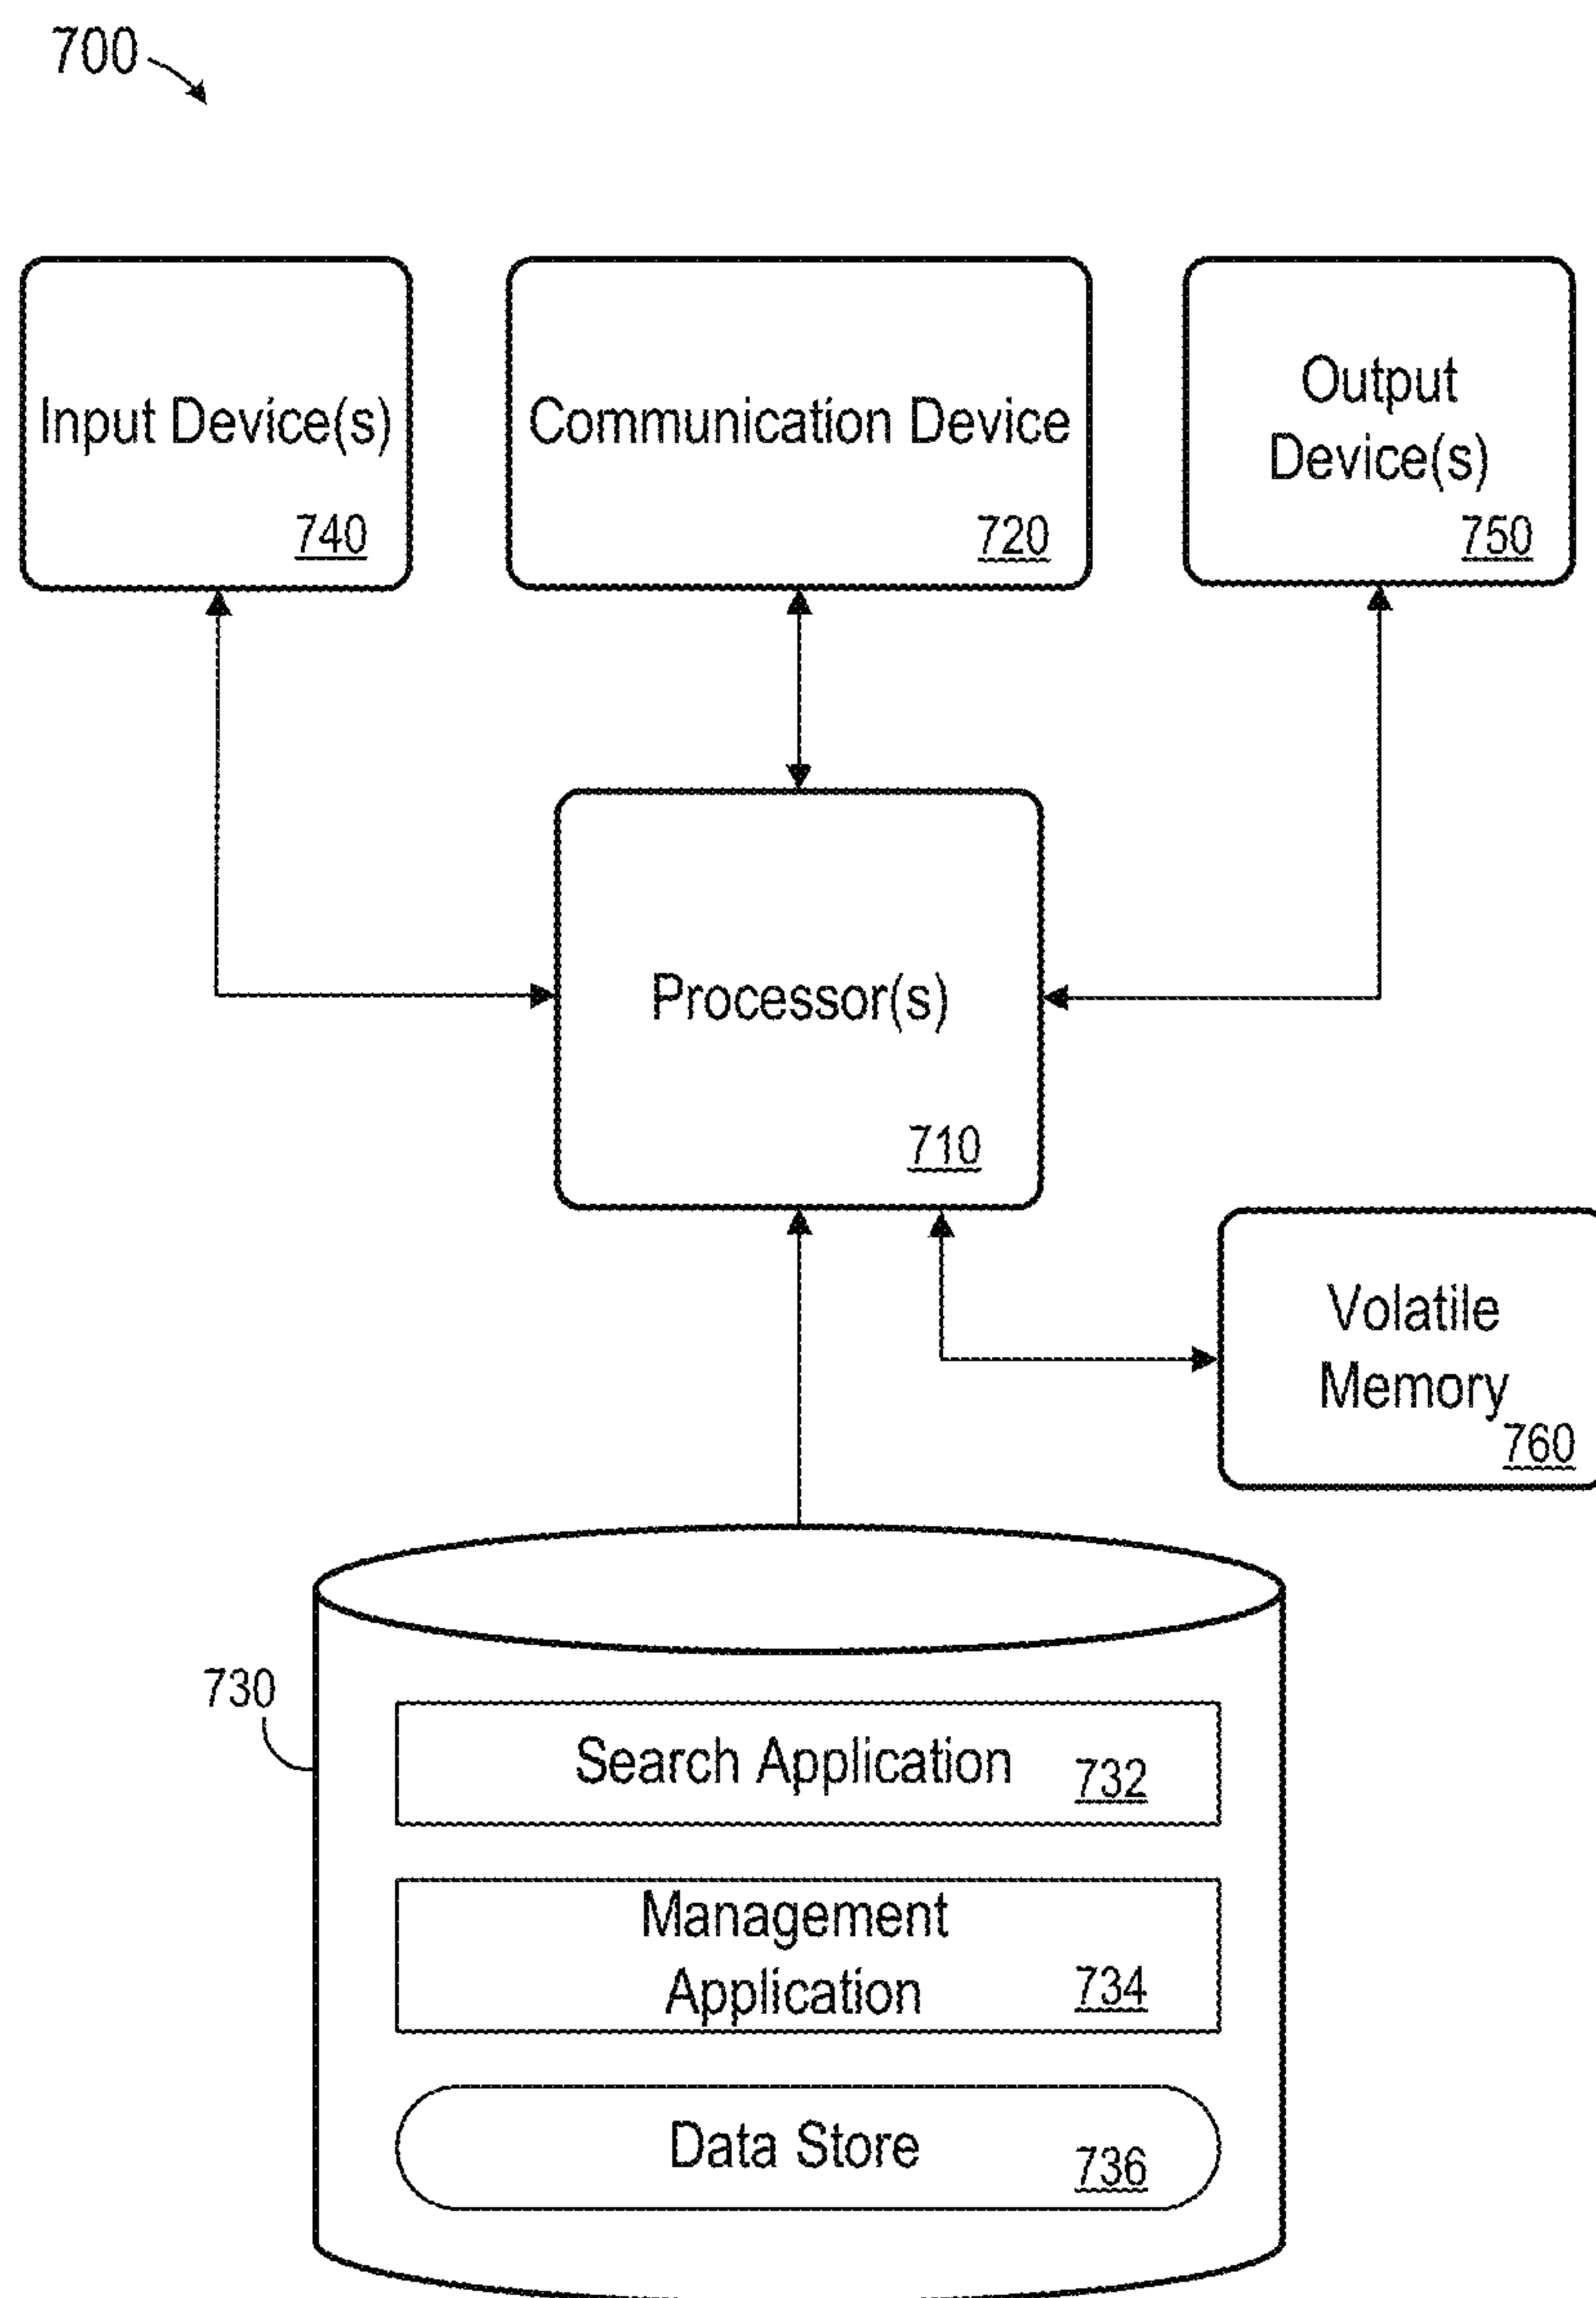 700
Input Device(s)
740
Communication Device
720
Output
Device(s)
750
Processor(s)
710
Volatile
Memory
760
730
Search Application
732
Management
Application
734
Data Store
736